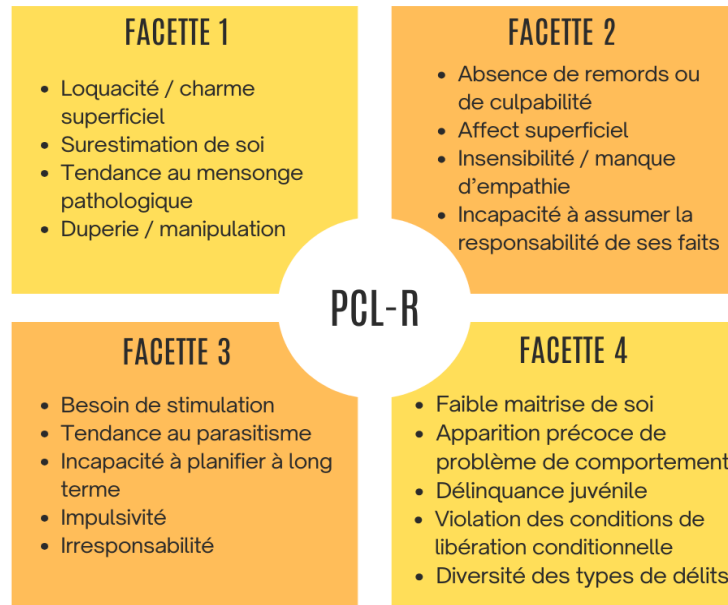 FACETTE 1
• Loquacité / charme
superficiel
• Surestimation de soi
• Tendance au mensonge
pathologique
• Duperie / manipulation
FACETTE 2
• Absence de remords ou
de culpabilité
• Affect superficiel
• Insensibilité / manque
d'empathie
• Incapacité à assumer la
responsabilité de ses faits
PCL-R
FACETTE 3
• Besoin de stimulation
• Tendance au parasitisme
• Incapacité à planifier à long
terme
• Impulsivité
• Irresponsabilité
FACETTE 4
• Faible maitrise de soi
• Apparition précoce de
problème de comportement
• Délinquance juvénile
• Violation des conditions de
libération conditionnelle
• Diversité des types de délits